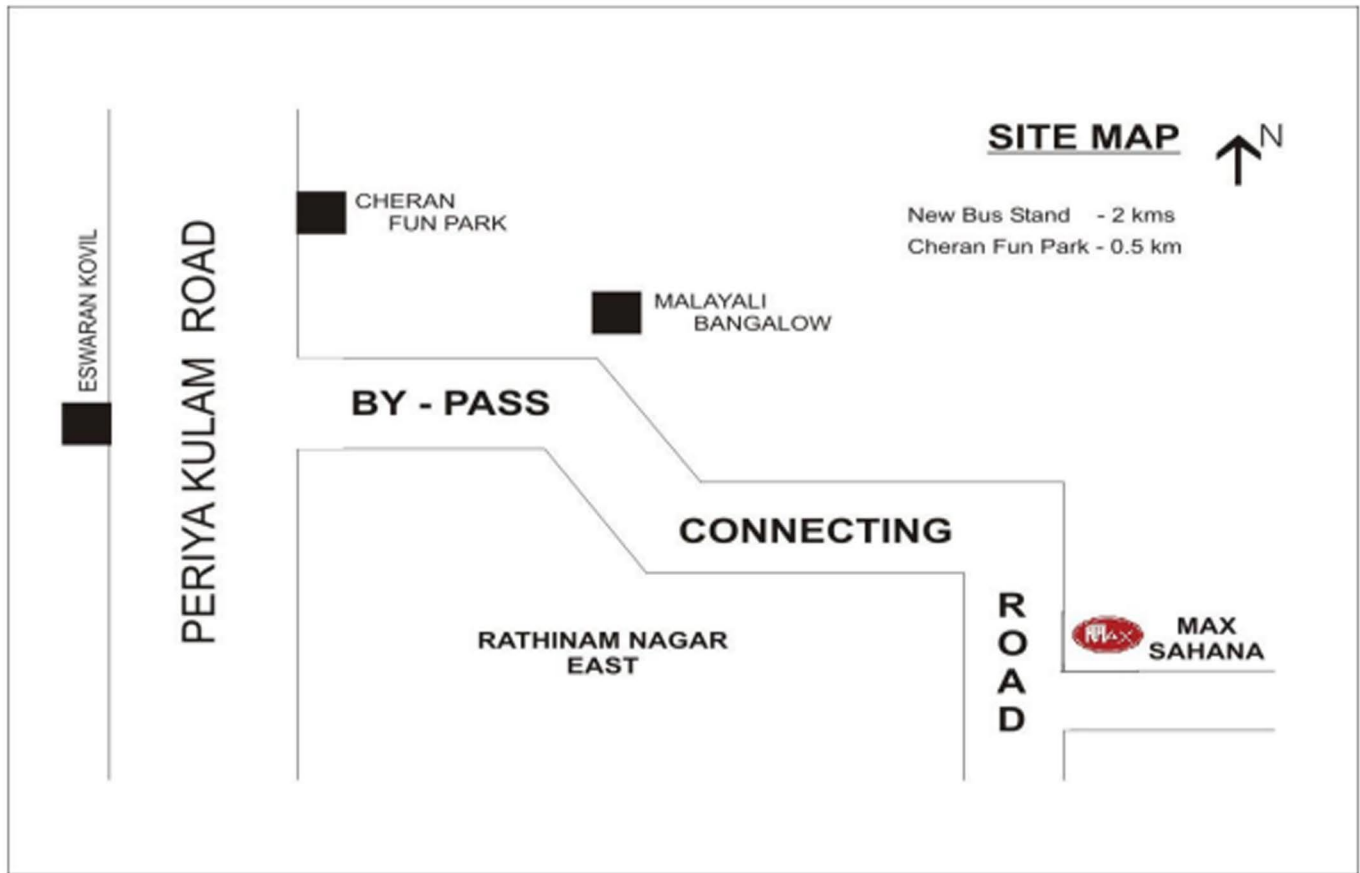 SITE MAP
N
New Bus Stand - 2 kms
Cheran Fun Park - 0.5 km
CHERAN
FUN PARK
ESWARAN KOVIL
PERIYA KULAM ROAD
MALAYALI
BANGALOW
BY - PASS
CONNECTING
ROAD
RATHINAM NAGAR
EAST
MAX
SAHANA